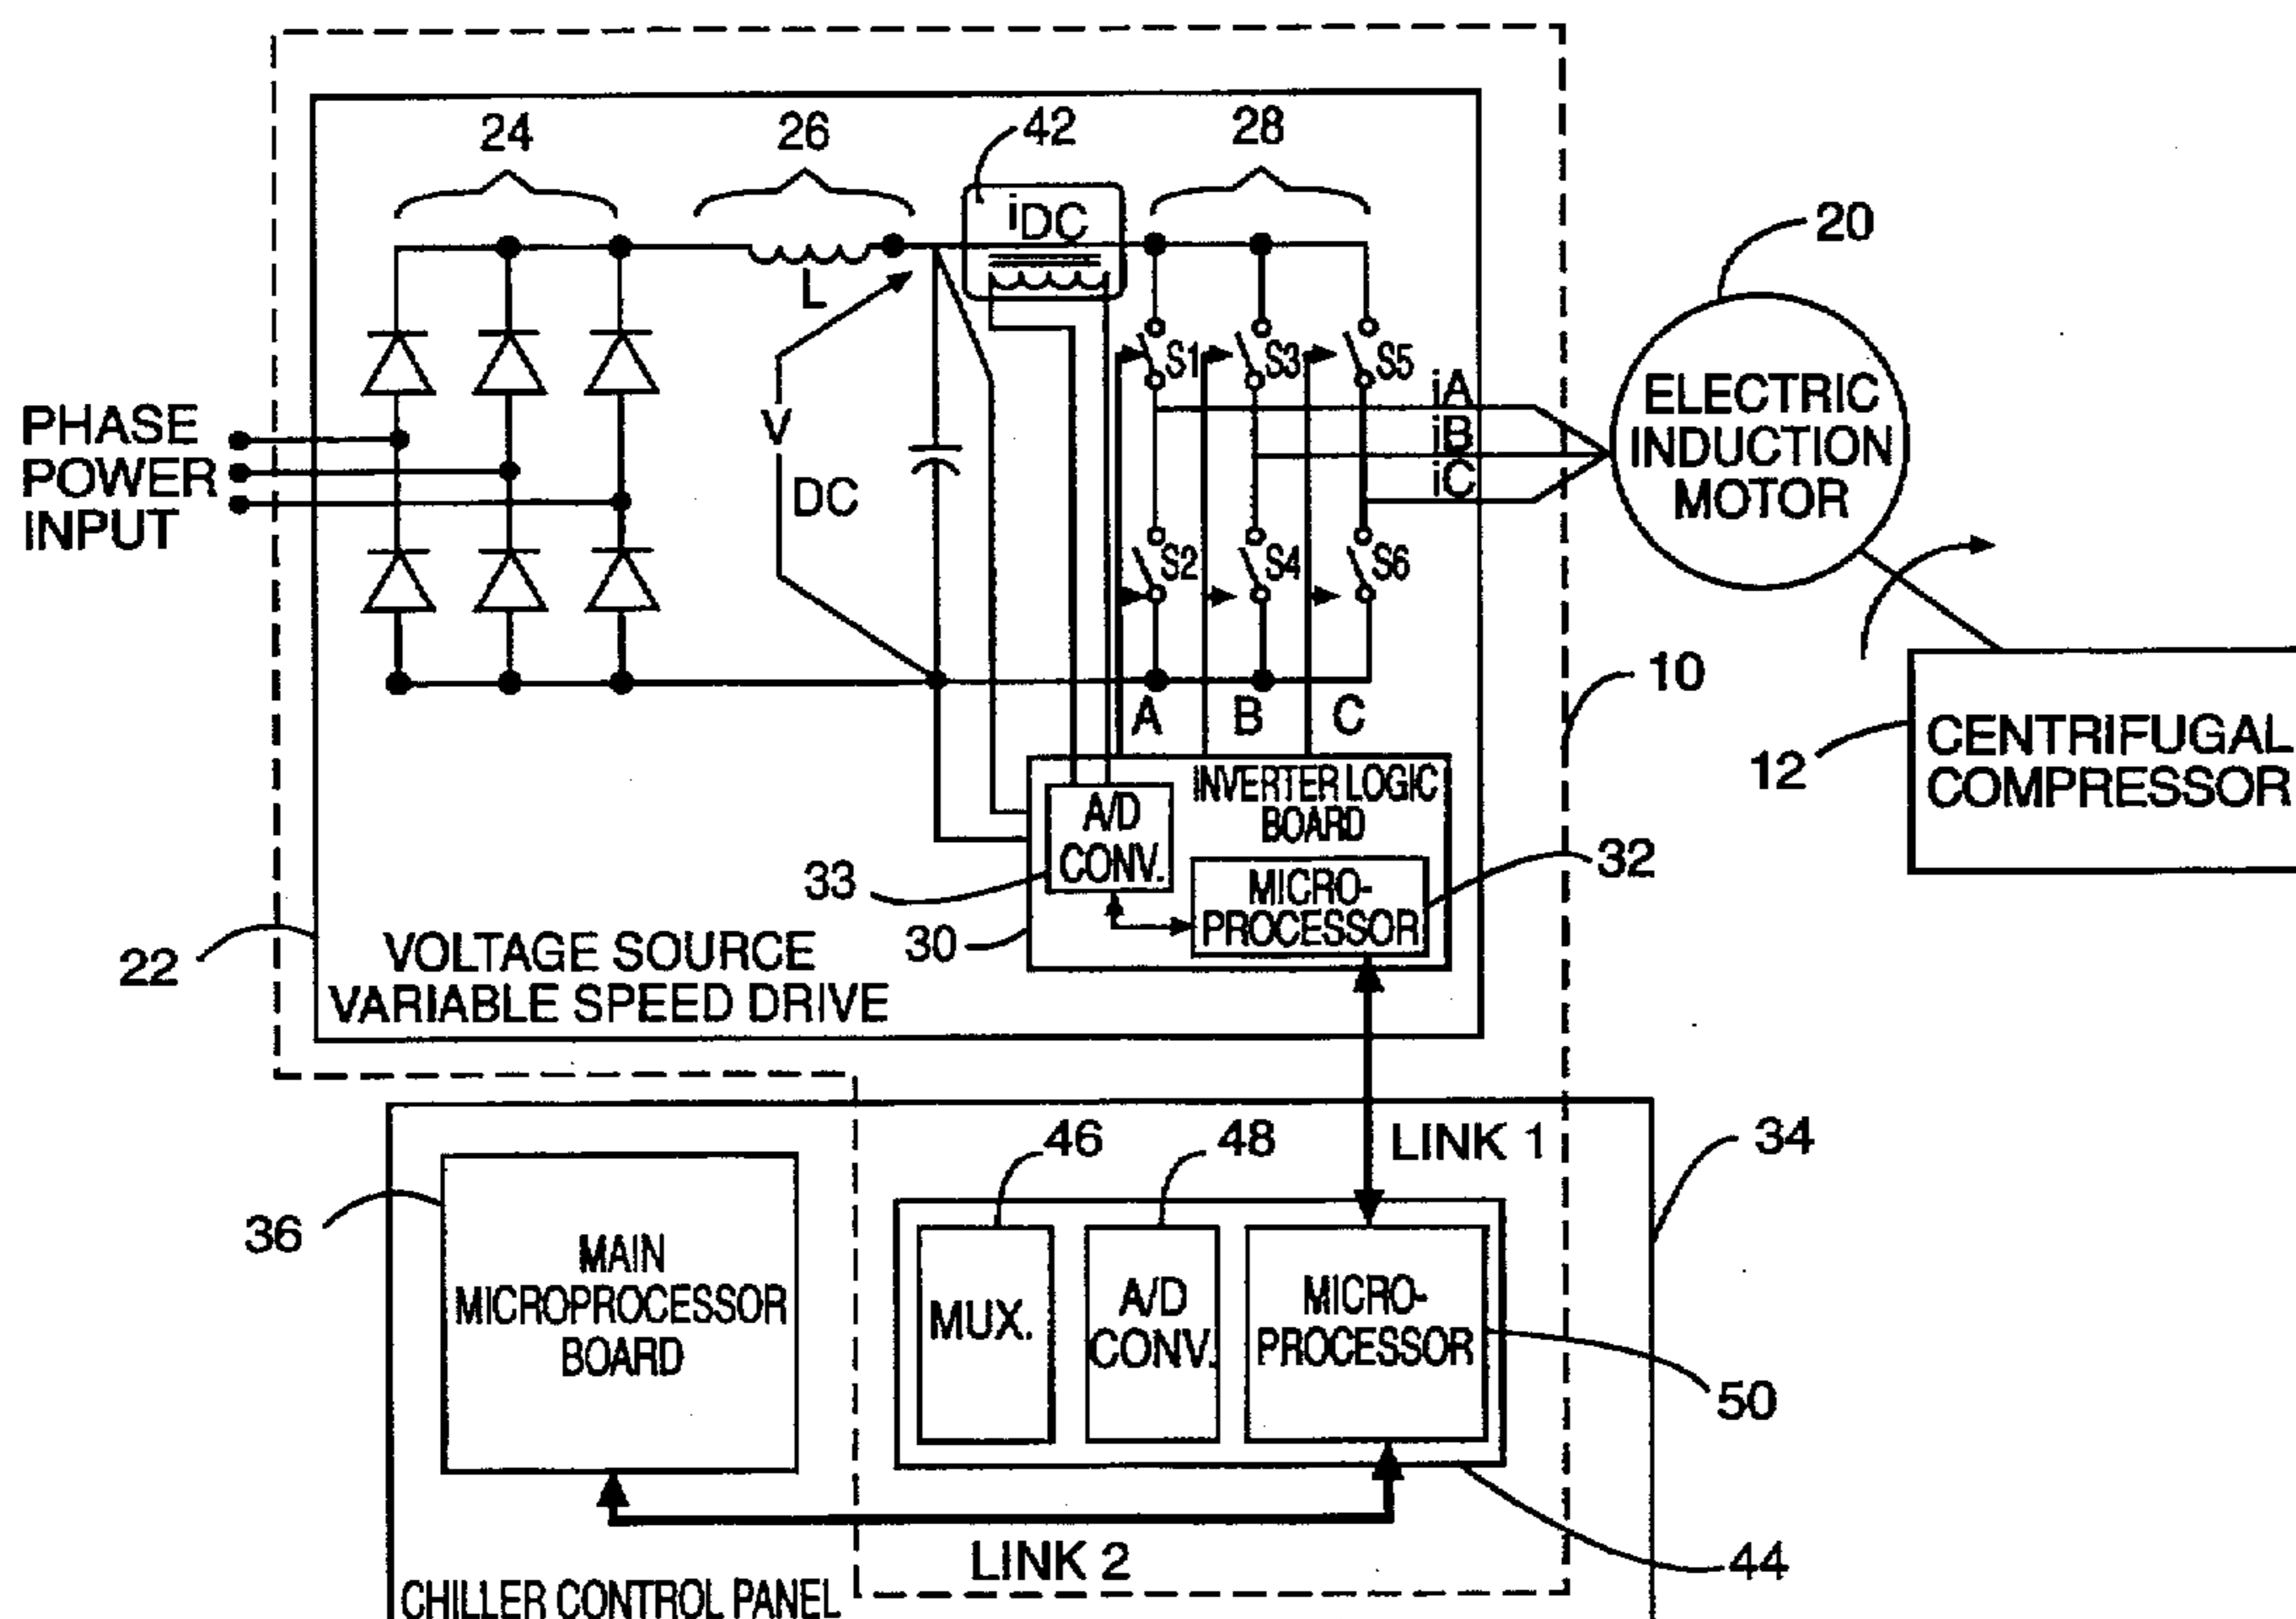 24
26
42
28
iDC
20
L
S1
S3
S5
PHASE
POWER
INPUT
V
DC
iA
iB
iC
ELECTRIC
INDUCTION
MOTOR
S2
S4
S6
10
A
B
C
12
CENTRIFUGAL
COMPRESSOR
INVERTER LOGIC
BOARD
A/D
CONV.
33
32
MICRO-
PROCESSOR
30
22
VOLTAGE SOURCE
VARIABLE SPEED DRIVE
46
48
LINK 1
34
36
MAIN
MICROPROCESSOR
BOARD
MUX.
A/D
CONV.
MICRO-
PROCESSOR
50
LINK 2
44
CHILLER CONTROL PANEL